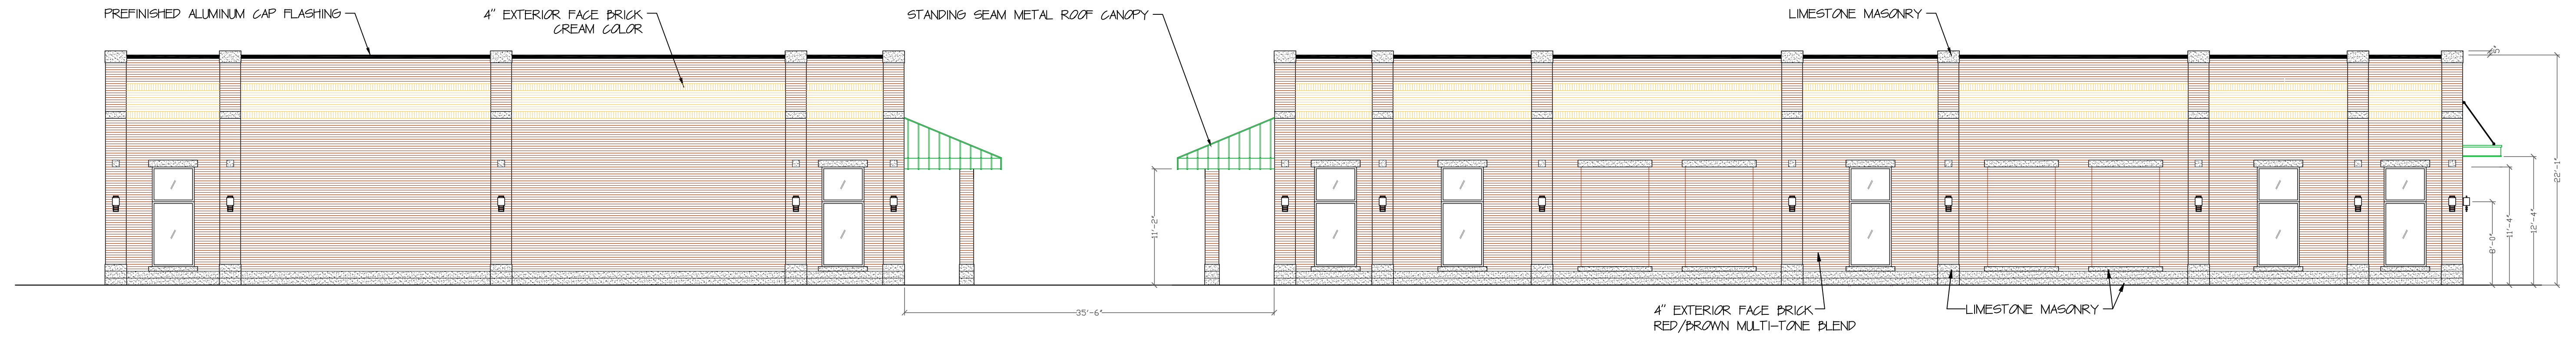 PREFINISHED ALUMINUM CAP FLASHING
4" EXTERIOR FACE BRICK
CREAM COLOR
STANDING SEAM METAL ROOF CANOPY
LIMESTONE MASONRY
5"
22'-1"
11'-2"
8'-0"
11'-4"
12'-4"
35'-6"
4" EXTERIOR FACE BRICK
RED/BROWN MULTI-TONE BLEND
LIMESTONE MASONRY